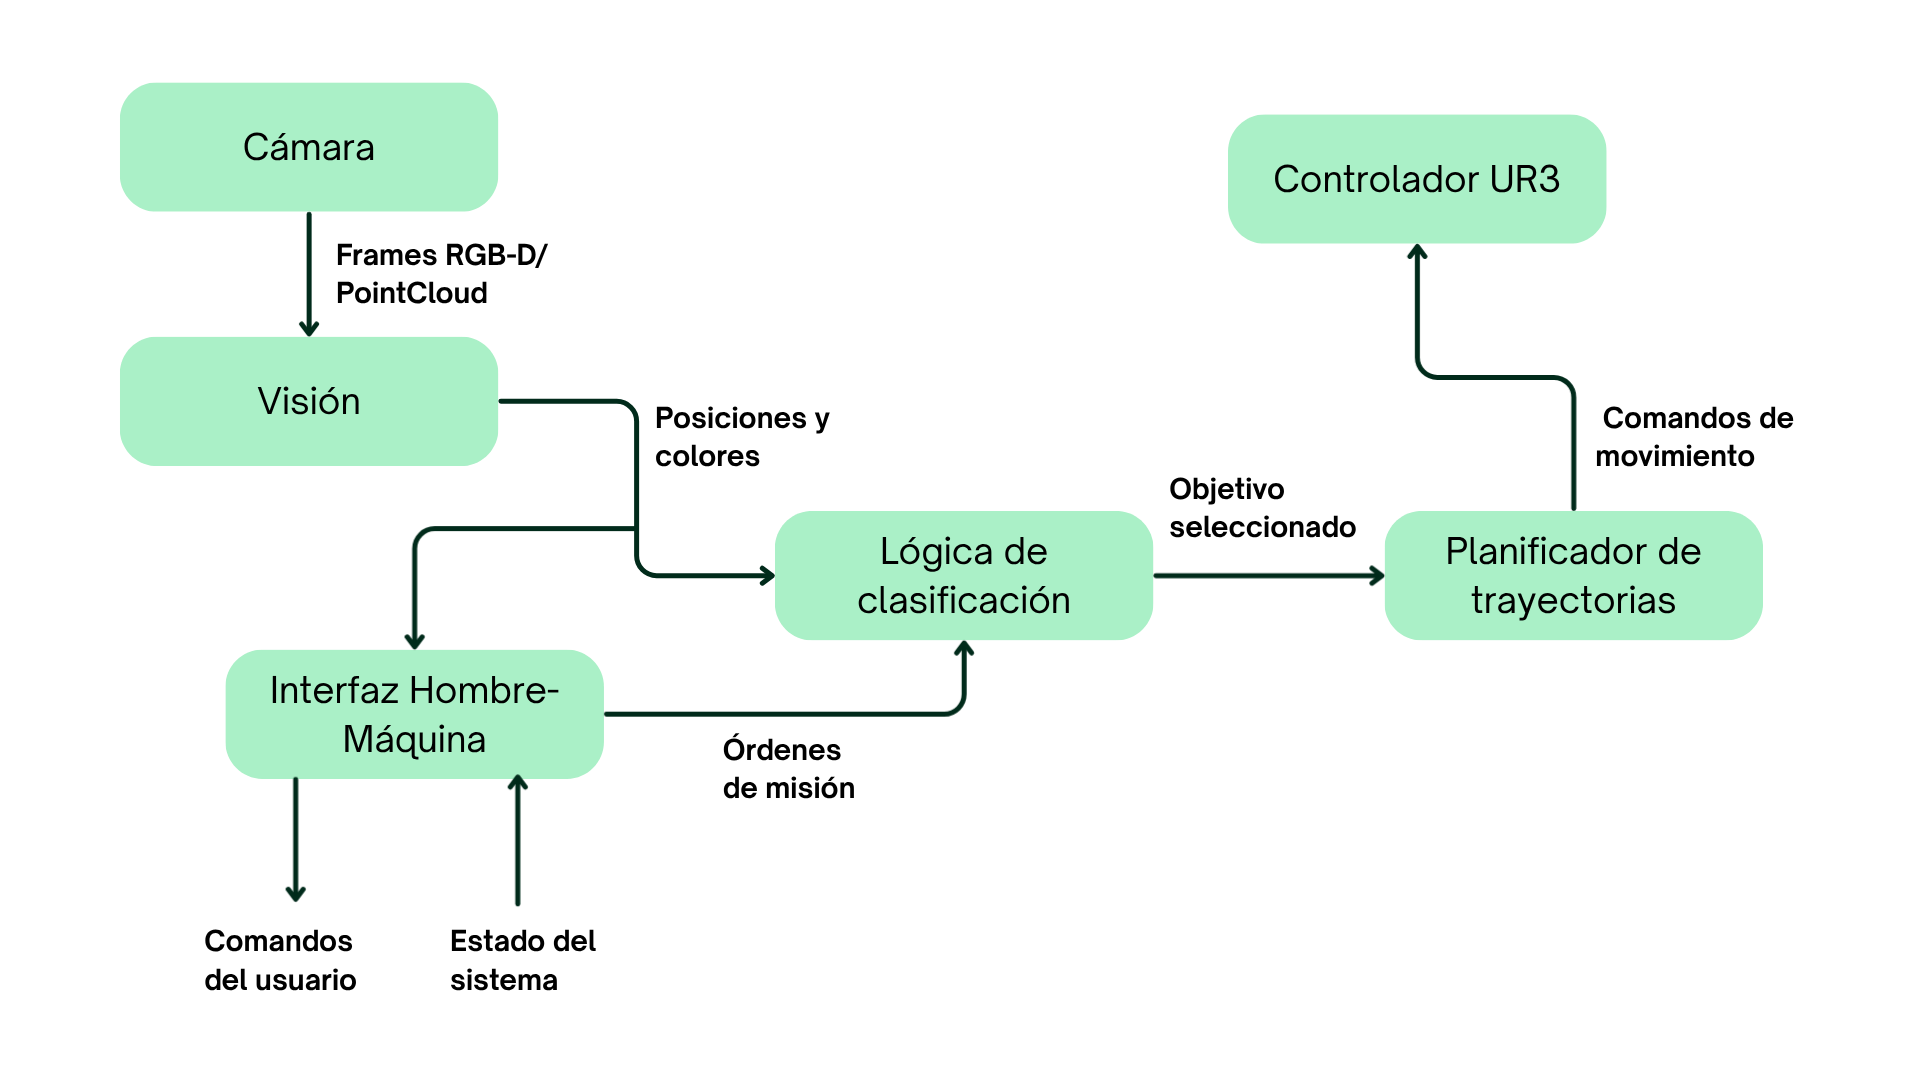 Cámara
Controlador UR3
Frames RGB-D/
PointCloud
Visión
Posiciones y
colores
Comandos de
movimiento
Objetivo
seleccionado
Lógica de
clasificación
Planificador de
trayectorias
Interfaz Hombre-
Máquina
Órdenes
de misión
Comandos
del usuario
Estado del
sistema